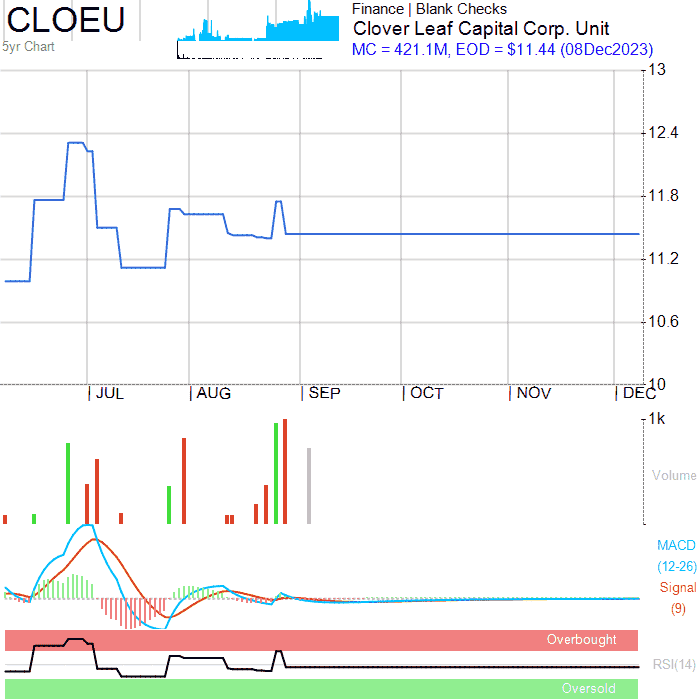 CLOEU
5yr Chart
Finance | Blank Checks
Clover Leaf Capital Corp. Unit
MC = 421.1M, EOD = $11.44 (08Dec2023)
13
12.4
11.8
11.2
10.6
10
JUL AUG SEP OCT NOV DEC
1k
Volume
MACD
(12-26)
Signal
(9)
Overbought
RSI(14)
Oversold